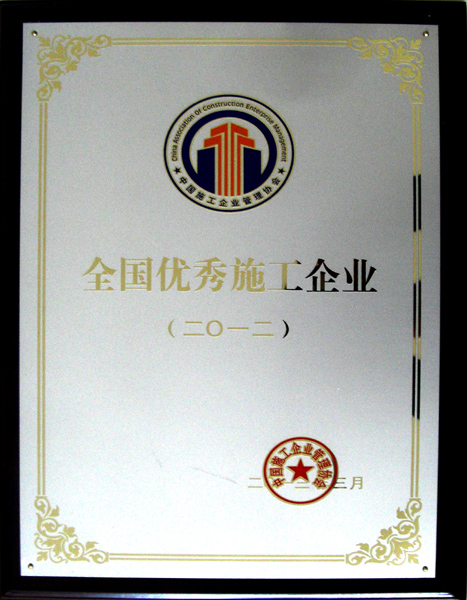 China Association Of Construction Enterprise Management
★中国施工企业管理协会★
全国优秀施工企业
(二〇一二)
中国施工企业管理协会
二 三月